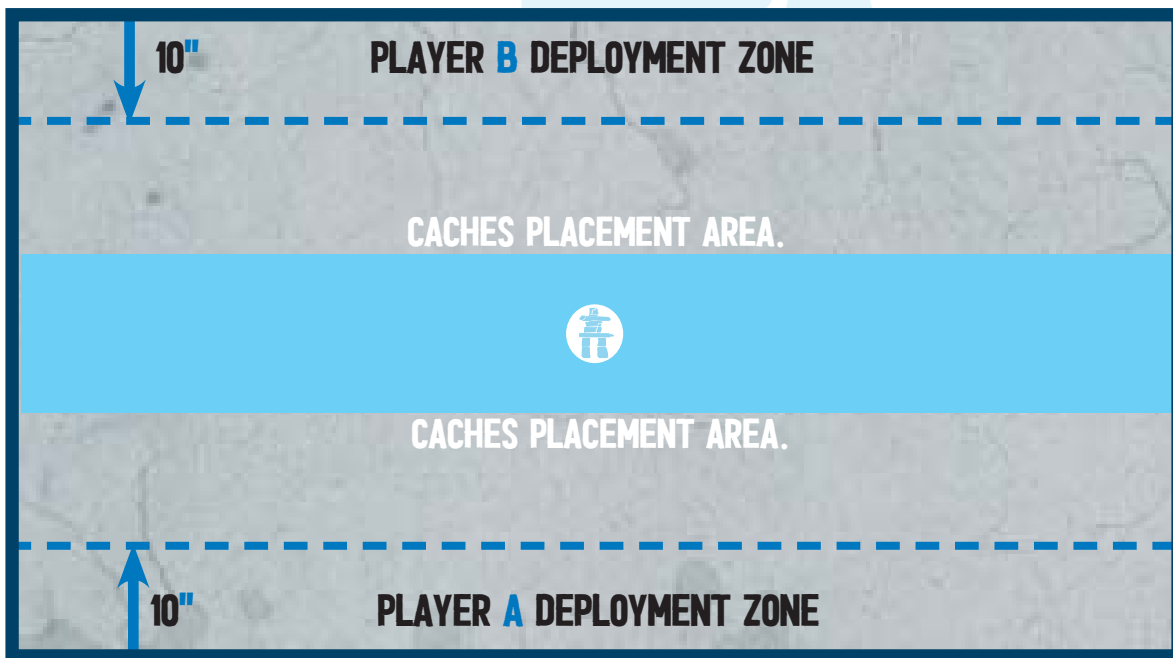 10" PLAYER B DEPLOYMENT ZONE
CACHES PLACEMENT AREA.
CACHES PLACEMENT AREA.
10" PLAYER A DEPLOYMENT ZONE